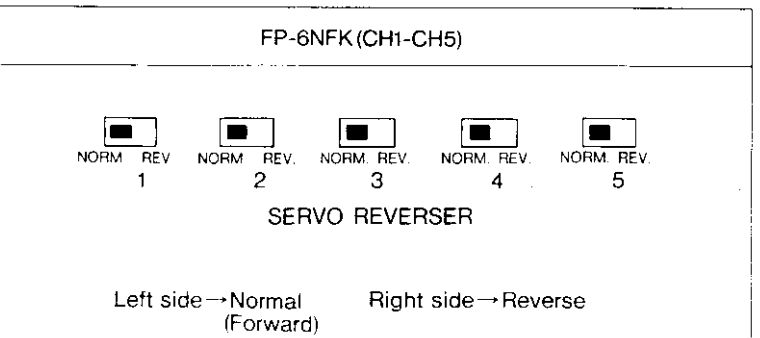 FP-6NFK (CH1-CH5)
NORM REV NORM REV. NORM. REV. NORM. REV. NORM. REV.
1 2 3 4 5
SERVO REVERSER
Left side→Normal Right side→Reverse
(Forward)